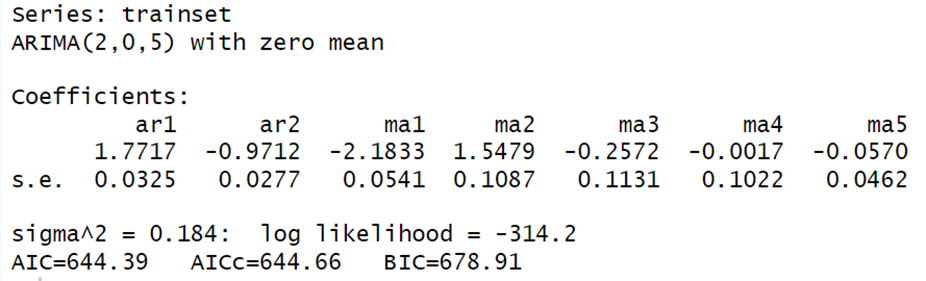 Series: trainset
ARIMA(2,0,5) with zero mean
Coefficients:
ar1 ar2 ma1 ma2 ma3 ma4 ma5
1.7717 -0.9712 -2.1833 1.5479 -0.2572 -0.0017 -0.0570
s.e. 0.0325 0.0277 0.0541 0.1087 0.1131 0.1022 0.0462
sigma^2 = 0.184: log likelihood = -314.2
AIC=644.39 AICc=644.66 BIC=678.91